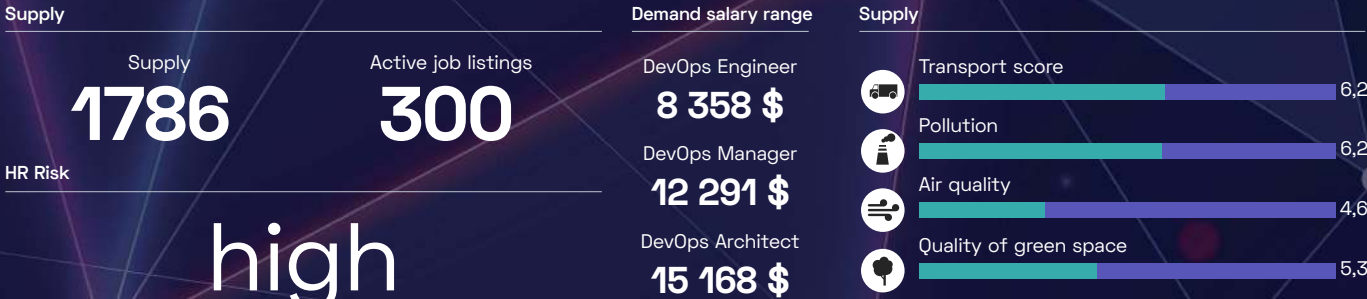 Supply
Supply
1786
Active job listings
300
HR Risk
high
Demand salary range
DevOps Engineer
8 358 $
DevOps Manager
12 291 $
DevOps Architect
15 168 $
Supply
Transport score
6,2
Pollution
6,2
Air quality
4,6
Quality of green space
5,3